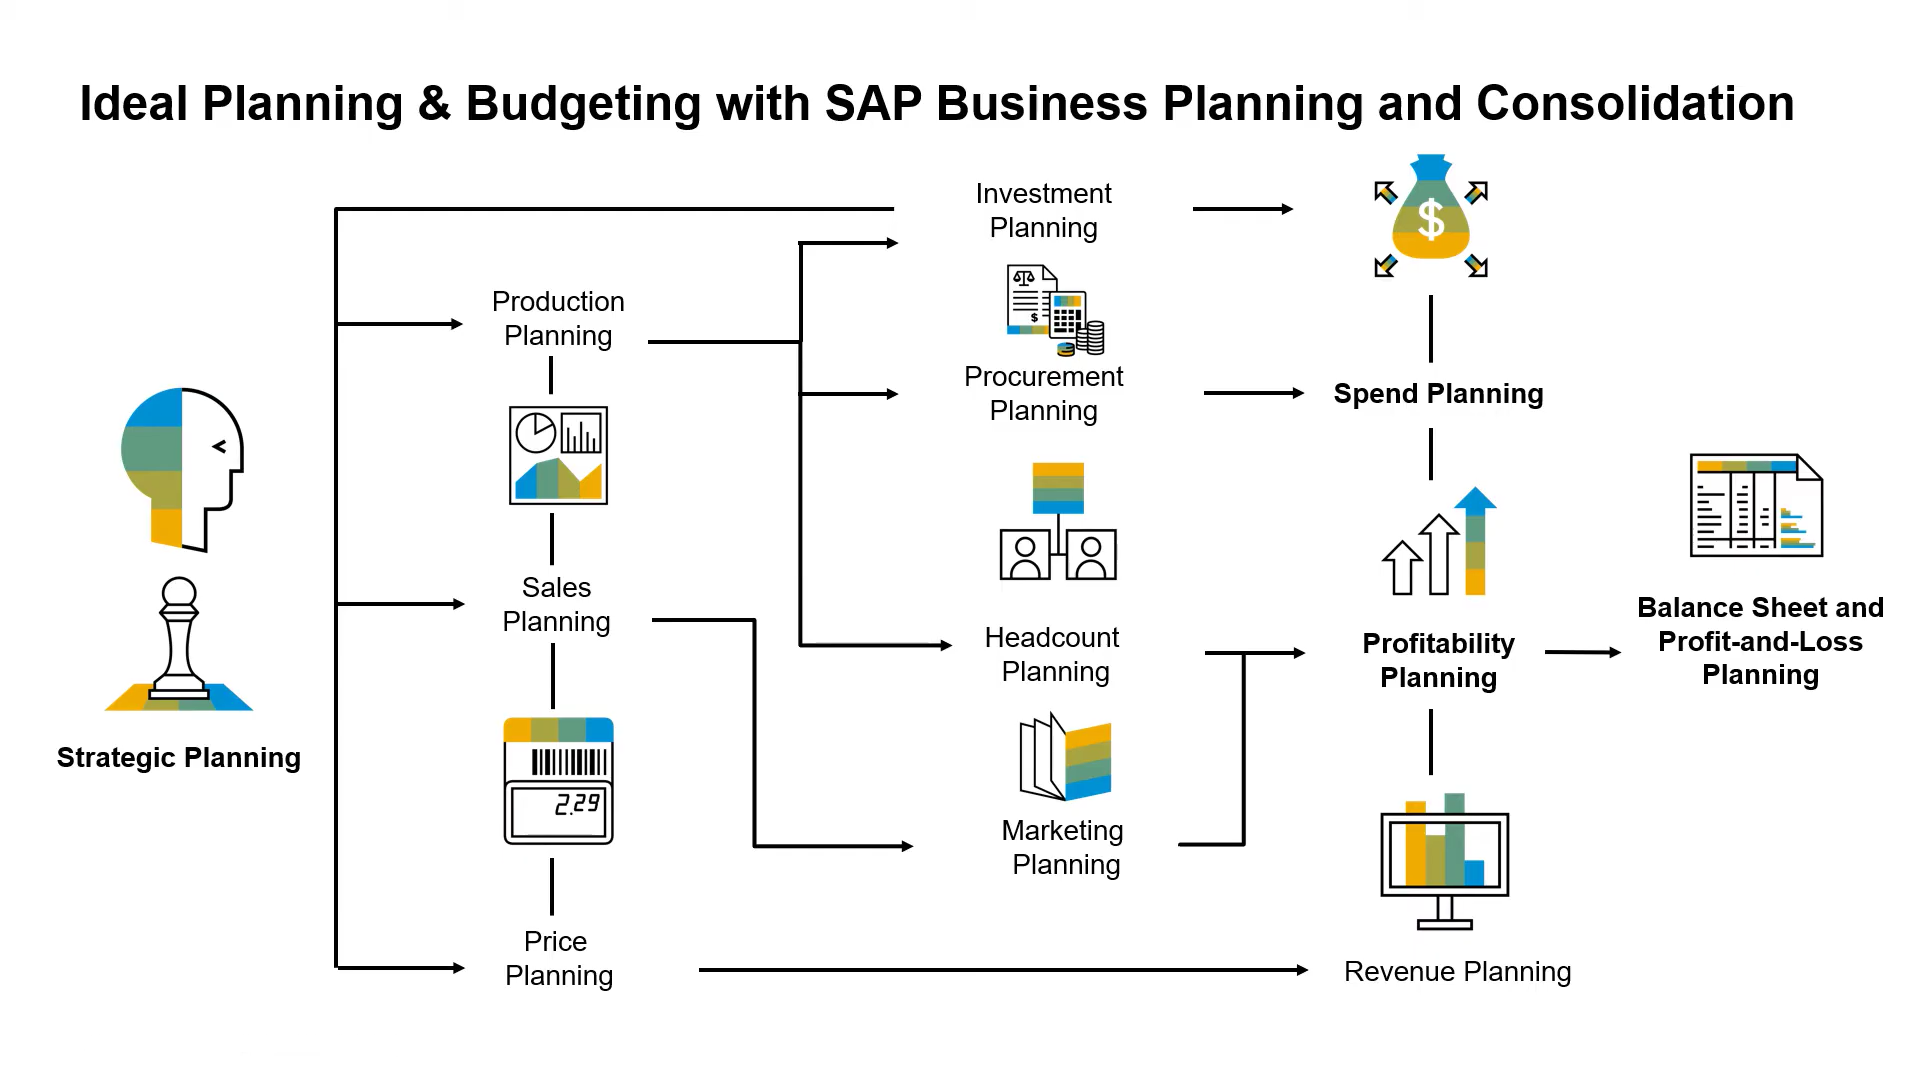 Ideal Planning & Budgeting with SAP Business Planning and Consolidation
Strategic Planning
Production
Planning
Sales
Planning
2.29
Price
Planning
Investment
Planning
$
Procurement
Planning
Headcount
Planning
Marketing
Planning
$
Spend Planning
Profitability
Planning
Revenue Planning
Balance Sheet and
Profit-and-Loss
Planning